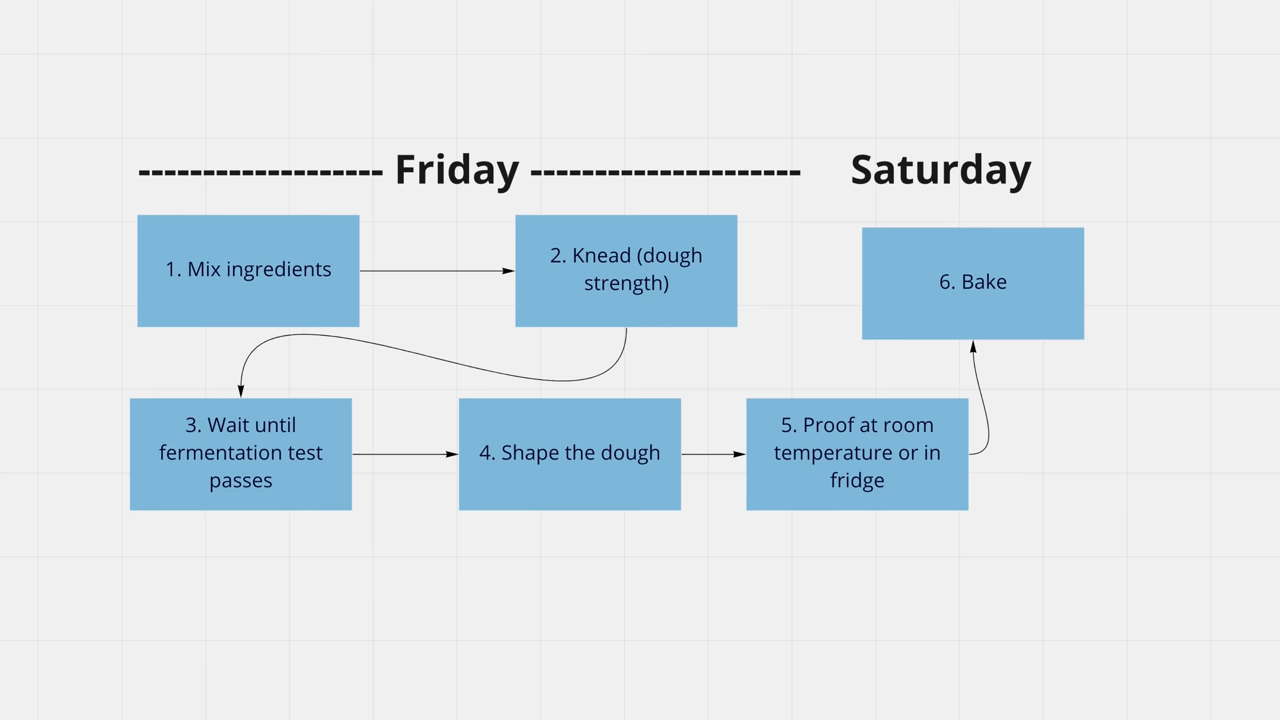 ------------------ Friday -------------------- Saturday
1. Mix ingredients
2. Knead (dough
strength)
6. Bake
3. Wait until
fermentation test
passes
4. Shape the dough
5. Proof at room
temperature or in
fridge